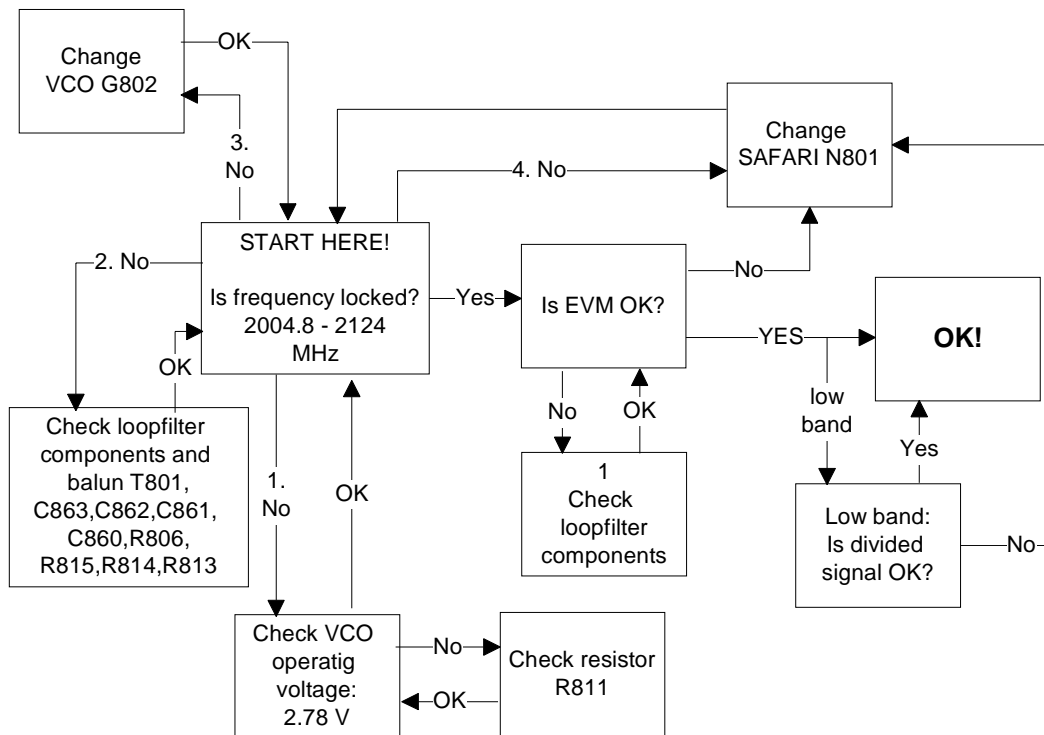 Change
VCO G802
OK
3.
No
Change
SAFARI N801
4. No
START HERE!
Is frequency locked?
2004.8 - 2124
MHz
2. No
OK
Yes
Is EVM OK?
No
YES
OK!
low
band
Yes
No
OK
1
Check
loopfilter
components
Low band:
Is divided
signal OK?
No
Check loopfilter
components and
balun T801,
C863,C862,C861,
C860,R806,
R815,R814,R813
1.
No
OK
Check VCO
operatig
voltage:
2.78 V
No
OK
Check resistor
R811